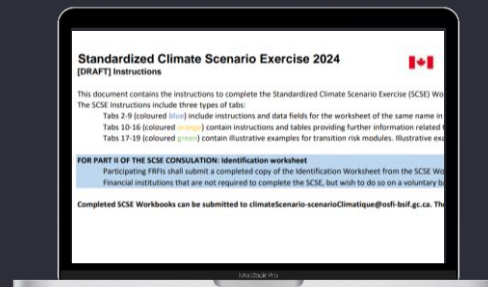 Standardized Climate Scenario Exercise 2024
[DRAFT] Instructions
This document contains the instructions to complete the Standardized Climate Scenario Exercise (SCSE) Wo
The SCSE Instructions include three types of tabs:
Tabs 2-9 (coloured blue) include instructions and data fields for the worksheet of the same name in
Tabs 10-16 (coloured orange) contain instructions and tables providing further information related t
Tabs 17-19 (coloured green) contain illustrative examples for transition risk modules. Illustrative exa
FOR PART II OF THE SCSE CONSULATION: Identification worksheet
Participating FRFIs shall submit a completed copy of the Identification Worksheet from the SCSE Wo
Financial institutions that are not required to complete the SCSE, but wish to do so on a voluntary ba
Completed SCSE Workbooks can be submitted to climateScenario-scenarioClimatique@osfi-bsif.gc.ca. The
MacBook Pro